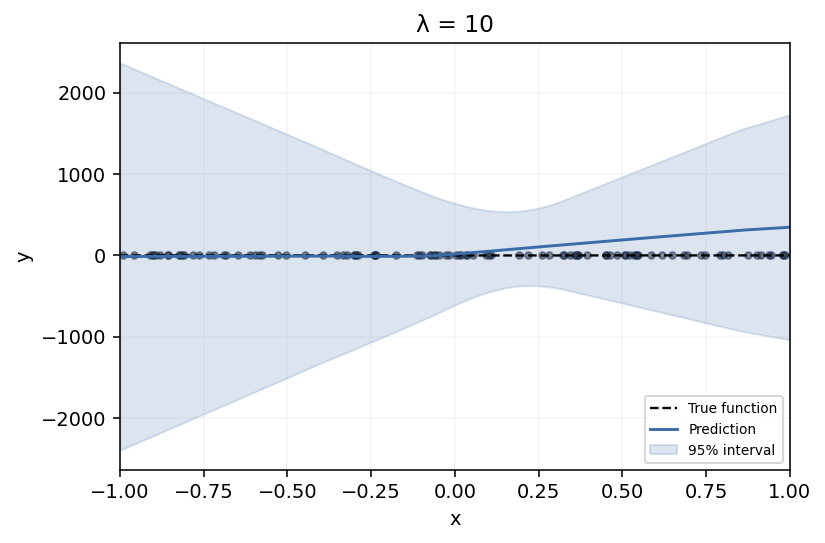 λ = 10
y
2000
1000
0
−1000
−2000
True function
Prediction
95% interval
−1.00 −0.75 −0.50 −0.25 0.00 0.25 0.50 0.75 1.00
x